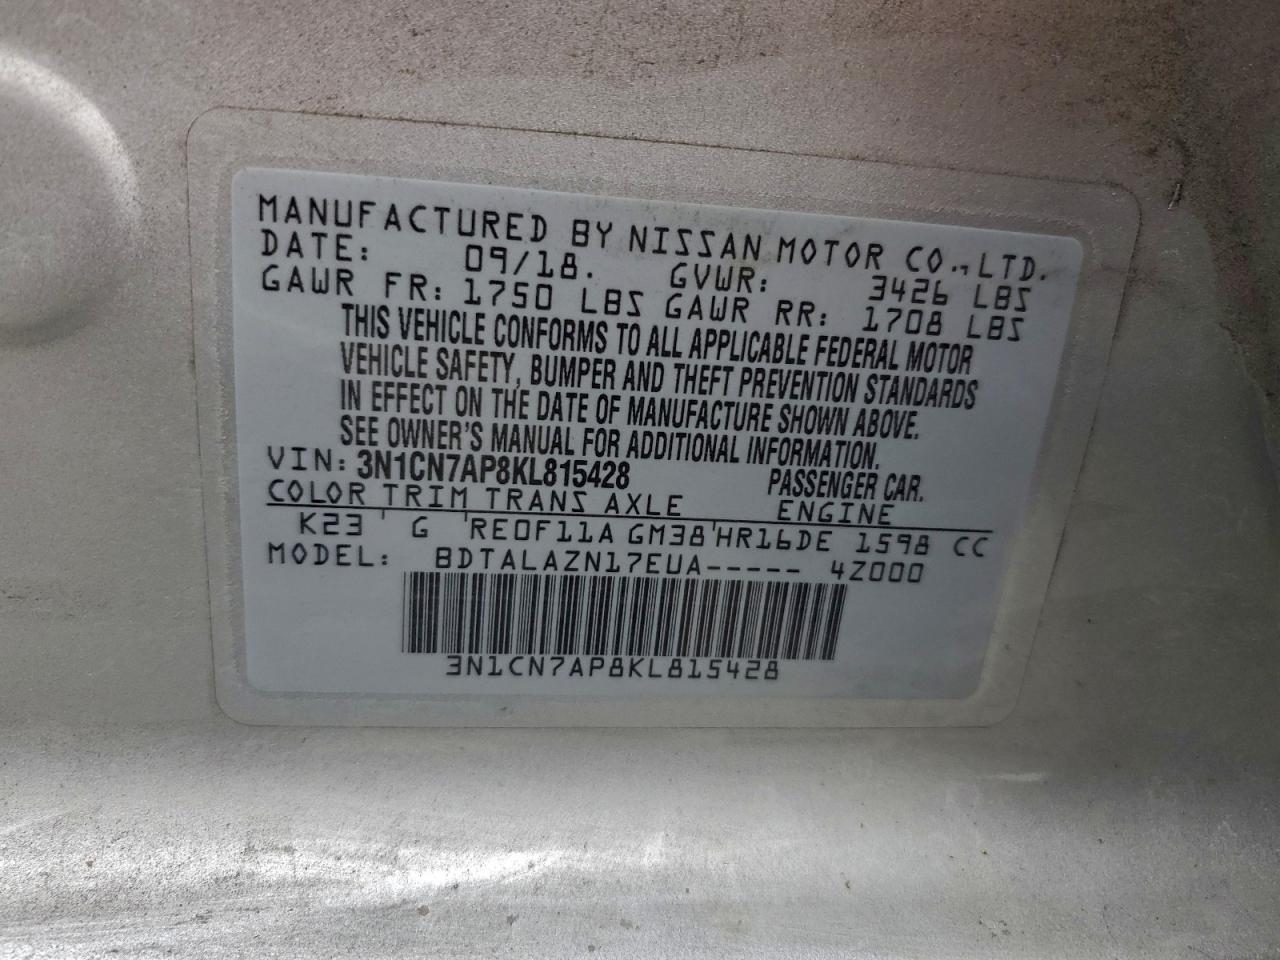 MANUFACTURED BY NISSAN MOTOR CO., LTD.
DATE: 09/18. GVWR: 3426 LBS
GAWR FR: 1750 LBS GAWR RR: 1708 LBS
THIS VEHICLE CONFORMS TO ALL APPLICABLE FEDERAL MOTOR
VEHICLE SAFETY, BUMPER AND THEFT PREVENTION STANDARDS
IN EFFECT ON THE DATE OF MANUFACTURE SHOWN ABOVE.
SEE OWNER'S MANUAL FOR ADDITIONAL INFORMATION.
VIN: 3N1CN7AP8KL815428 PASSENGER CAR.
COLOR TRIM TRANS AXLE ENGINE
K23 ' G 'RE0F11A GM38'HR16DE 1598 CC
MODEL: BDTALAZN17EUA----- 4Z000
3N1CN7AP8KL815428